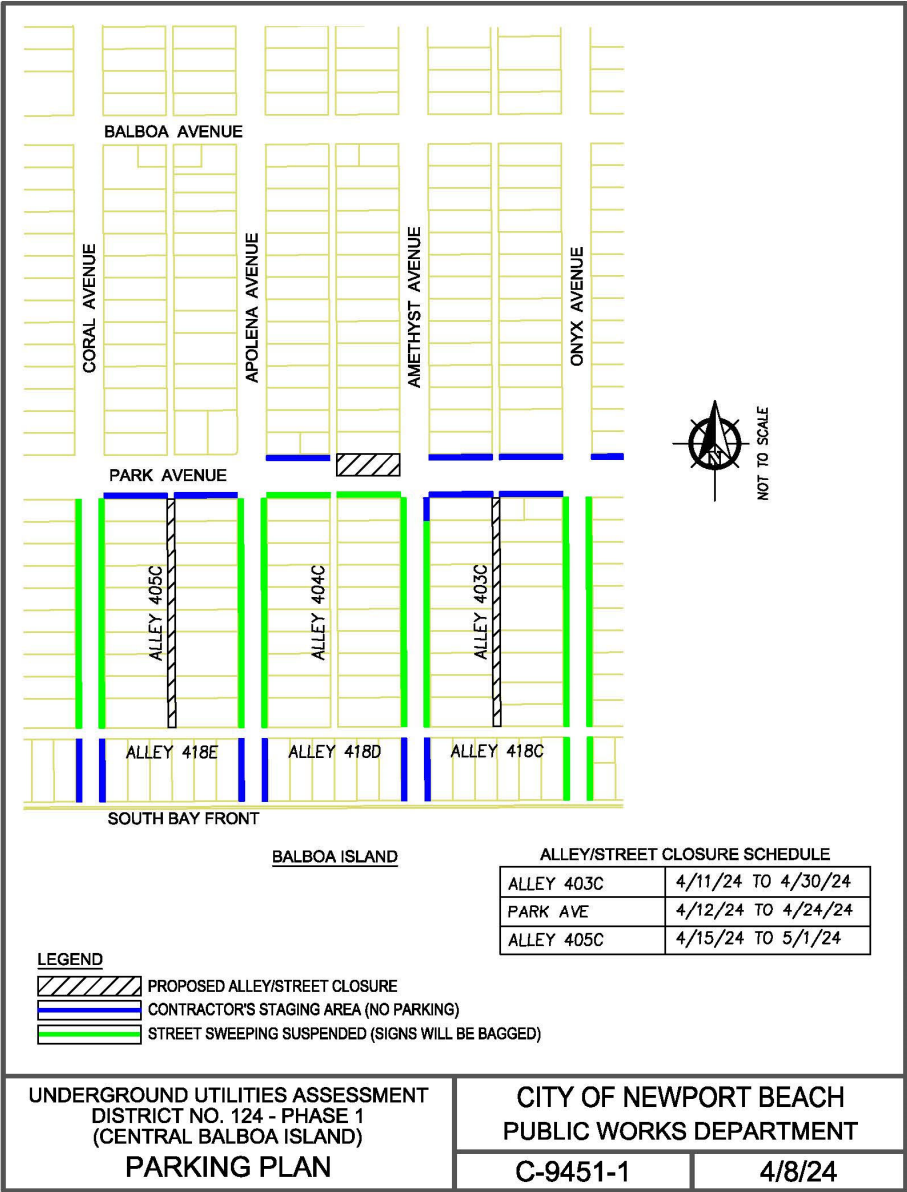 BALBOA AVENUE
CORAL AVENUE
APOLENA AVENUE
AMETHYST AVENUE
ONYX AVENUE
PARK AVENUE
N
NOT TO SCALE
ALLEY 405C
ALLEY 404C
ALLEY 403C
ALLEY 418E
ALLEY 418D
ALLEY 418C
SOUTH BAY FRONT
BALBOA ISLAND
ALLEY/STREET CLOSURE SCHEDULE
ALLEY 403C 4/11/24 TO 4/30/24
PARK AVE 4/12/24 TO 4/24/24
ALLEY 405C 4/15/24 TO 5/1/24
LEGEND
PROPOSED ALLEY/STREET CLOSURE
CONTRACTOR'S STAGING AREA (NO PARKING)
STREET SWEEPING SUSPENDED (SIGNS WILL BE BAGGED)
UNDERGROUND UTILITIES ASSESSMENT
DISTRICT NO. 124 - PHASE 1
(CENTRAL BALBOA ISLAND)
PARKING PLAN
CITY OF NEWPORT BEACH
PUBLIC WORKS DEPARTMENT
C-9451-1
4/8/24